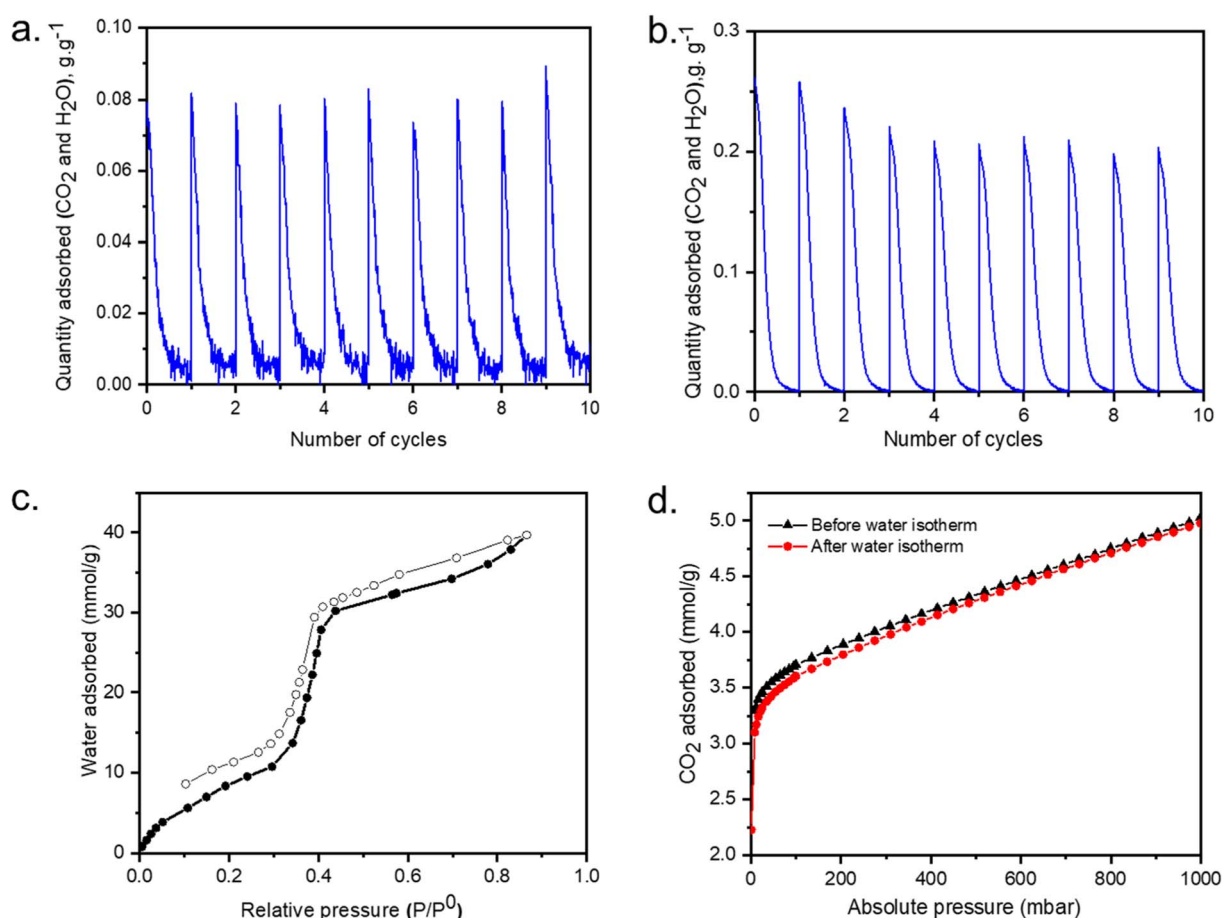 a.
Quantity adsorbed (CO₂ and H₂O), g.g⁻¹
0.10
0.08
0.06
0.04
0.02
0.00
0 2 4 6 8 10
Number of cycles
b.
Quantity adsorbed (CO₂ and H₂O),g. g⁻¹
0.3
0.2
0.1
0.0
0 2 4 6 8 10
Number of cycles
c.
Water adsorbed (mmol/g)
40
30
20
10
0
0.0 0.2 0.4 0.6 0.8 1.0
Relative pressure (P/P⁰)
d.
CO₂ adsorbed (mmol/g)
5.0
4.5
4.0
3.5
3.0
2.5
2.0
Before water isotherm
After water isotherm
0 200 400 600 800 1000
Absolute pressure (mbar)